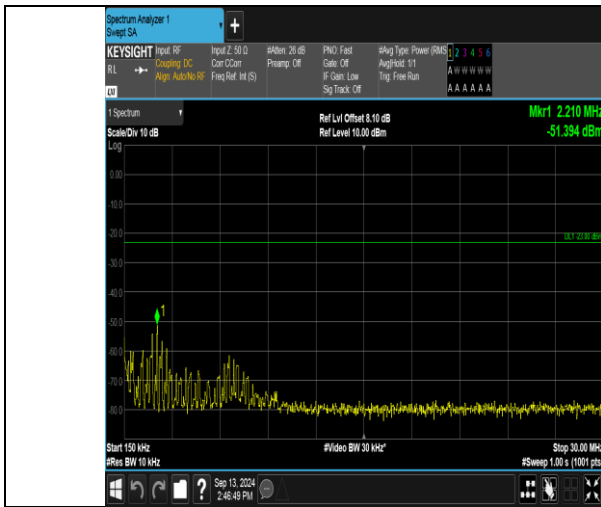 Spectrum Analyzer 1
Swept SA
+
KEYSIGHT Input: RF Input Z: 50 Ω #Atten: 26 dB PNO: Fast #Avg Type: Power (RMS 1 2 3 4 5 6
RL Coupling: DC Corr CCorr Preamp: Off Gate: Off Avg|Hold: 1/1 A W W W W W
Align: Auto/No RF Freq Ref: Int (S) IF Gain: Low Trig: Free Run
Sig Track: Off A A A A A A
1 Spectrum Ref Lvl Offset 8.10 dB Mkr1 2.210 MHz
Scale/Div 10 dB Ref Level 10.00 dBm -51.394 dBm
Log
0.00
-10.0
-20.0
DL1 -23.00 dBm
-30.0
-40.0
1
-50.0
-60.0
-70.0
-80.0
Start 150 kHz #Video BW 30 kHz* Stop 30.00 MHz
#Res BW 10 kHz #Sweep 1.00 s (1001 pts
? Sep 13, 2024
2:46:49 PM